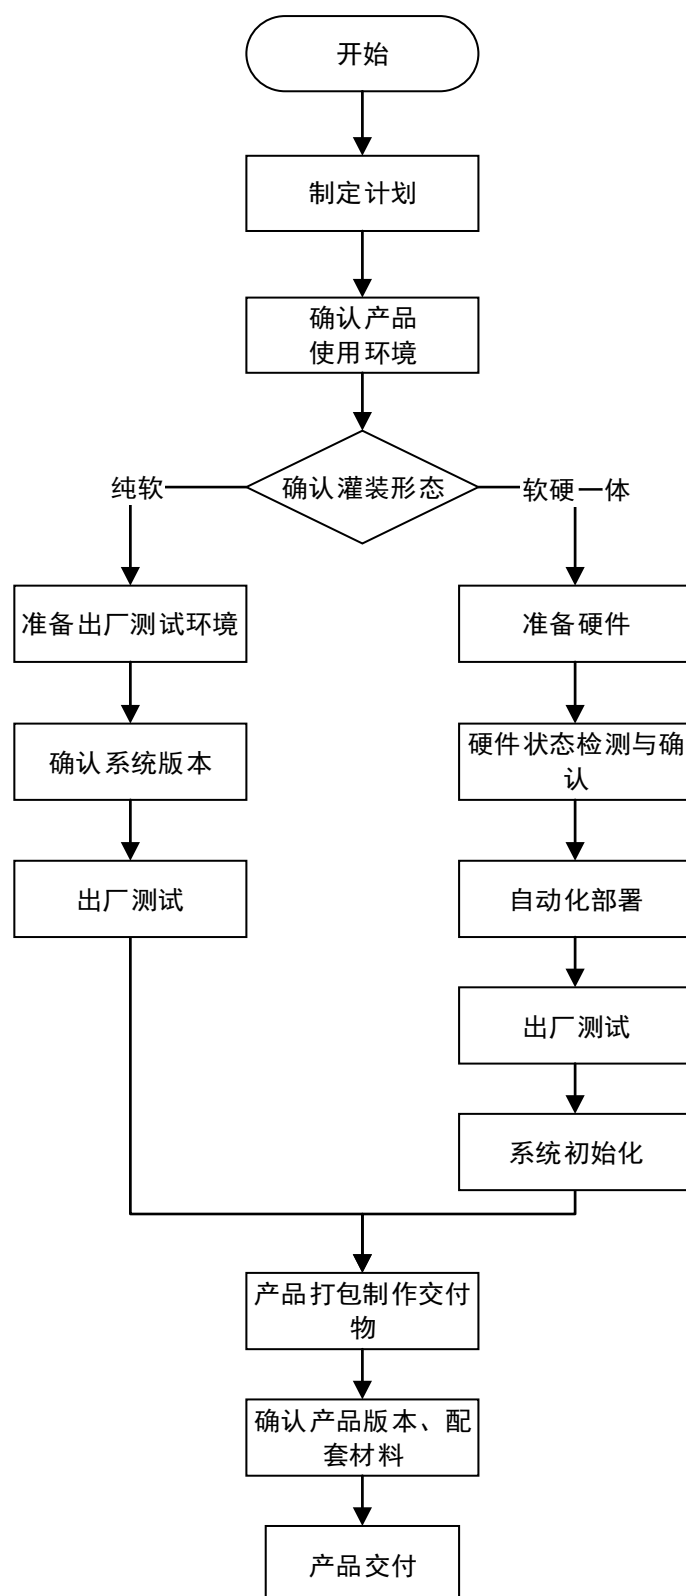 开始
制定计划
确认产品
使用环境
纯软
确认灌装形态
软硬一体
准备出厂测试环境
准备硬件
确认系统版本
硬件状态检测与确
认
出厂测试
自动化部署
出厂测试
系统初始化
产品打包制作交付
物
确认产品版本、配
套材料
产品交付